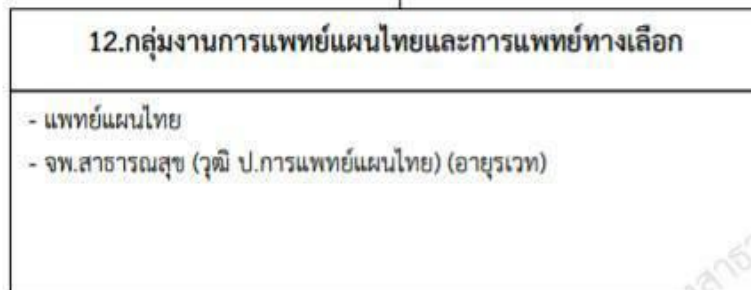 12.กลุ่มงานการแพทย์แผนไทยและการแพทย์ทางเลือก
- แพทย์แผนไทย
- จพ.สาธารณสุข (วุฒิ ป.การแพทย์แผนไทย) (อายุรเวท)